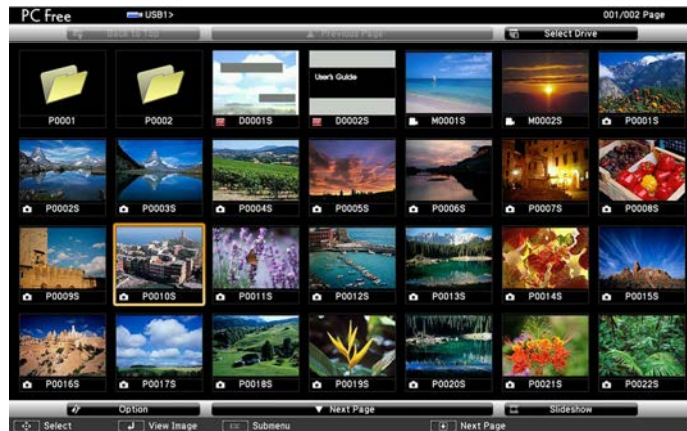 PC Free USB1> 001/002 Page
Back to Top ▲ Previous Page Select Drive
User's Guide
P0001 P0002 D0001S D0002S M0001S M0002S P0001S
P0002S P0003S P0004S P0005S P0006S P0007S P0008S
P0009S P0010S P0011S P0012S P0013S P0014S P0015S
P0016S P0017S P0018S P0019S P0020S P0021S P0022S
Option ▼ Next Page Slideshow
Select View Image Esc Submenu Next Page